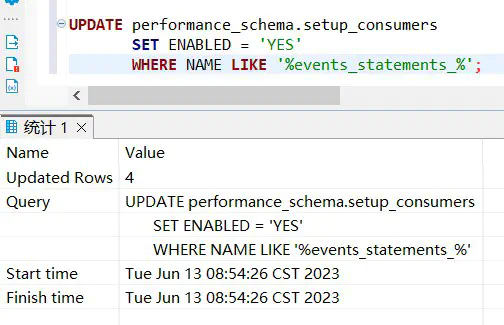 UPDATE performance_schema.setup_consumers
SET ENABLED = 'YES'
WHERE NAME LIKE '%events_statements_%';
统计 1
Name Value
Updated Rows 4
Query UPDATE performance_schema.setup_consumers
SET ENABLED = 'YES'
WHERE NAME LIKE '%events_statements_%'
Start time Tue Jun 13 08:54:26 CST 2023
Finish time Tue Jun 13 08:54:26 CST 2023